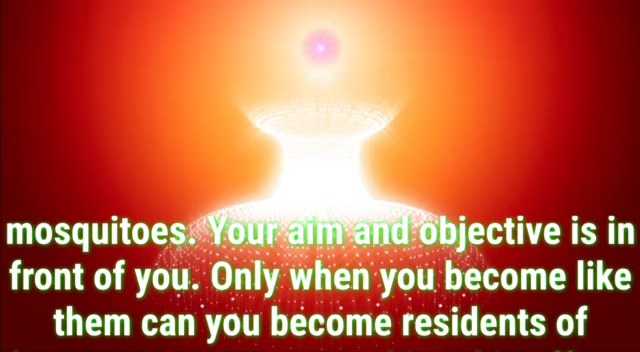 mosquitoes. Your aim and objective is in
front of you. Only when you become like
them can you become residents of